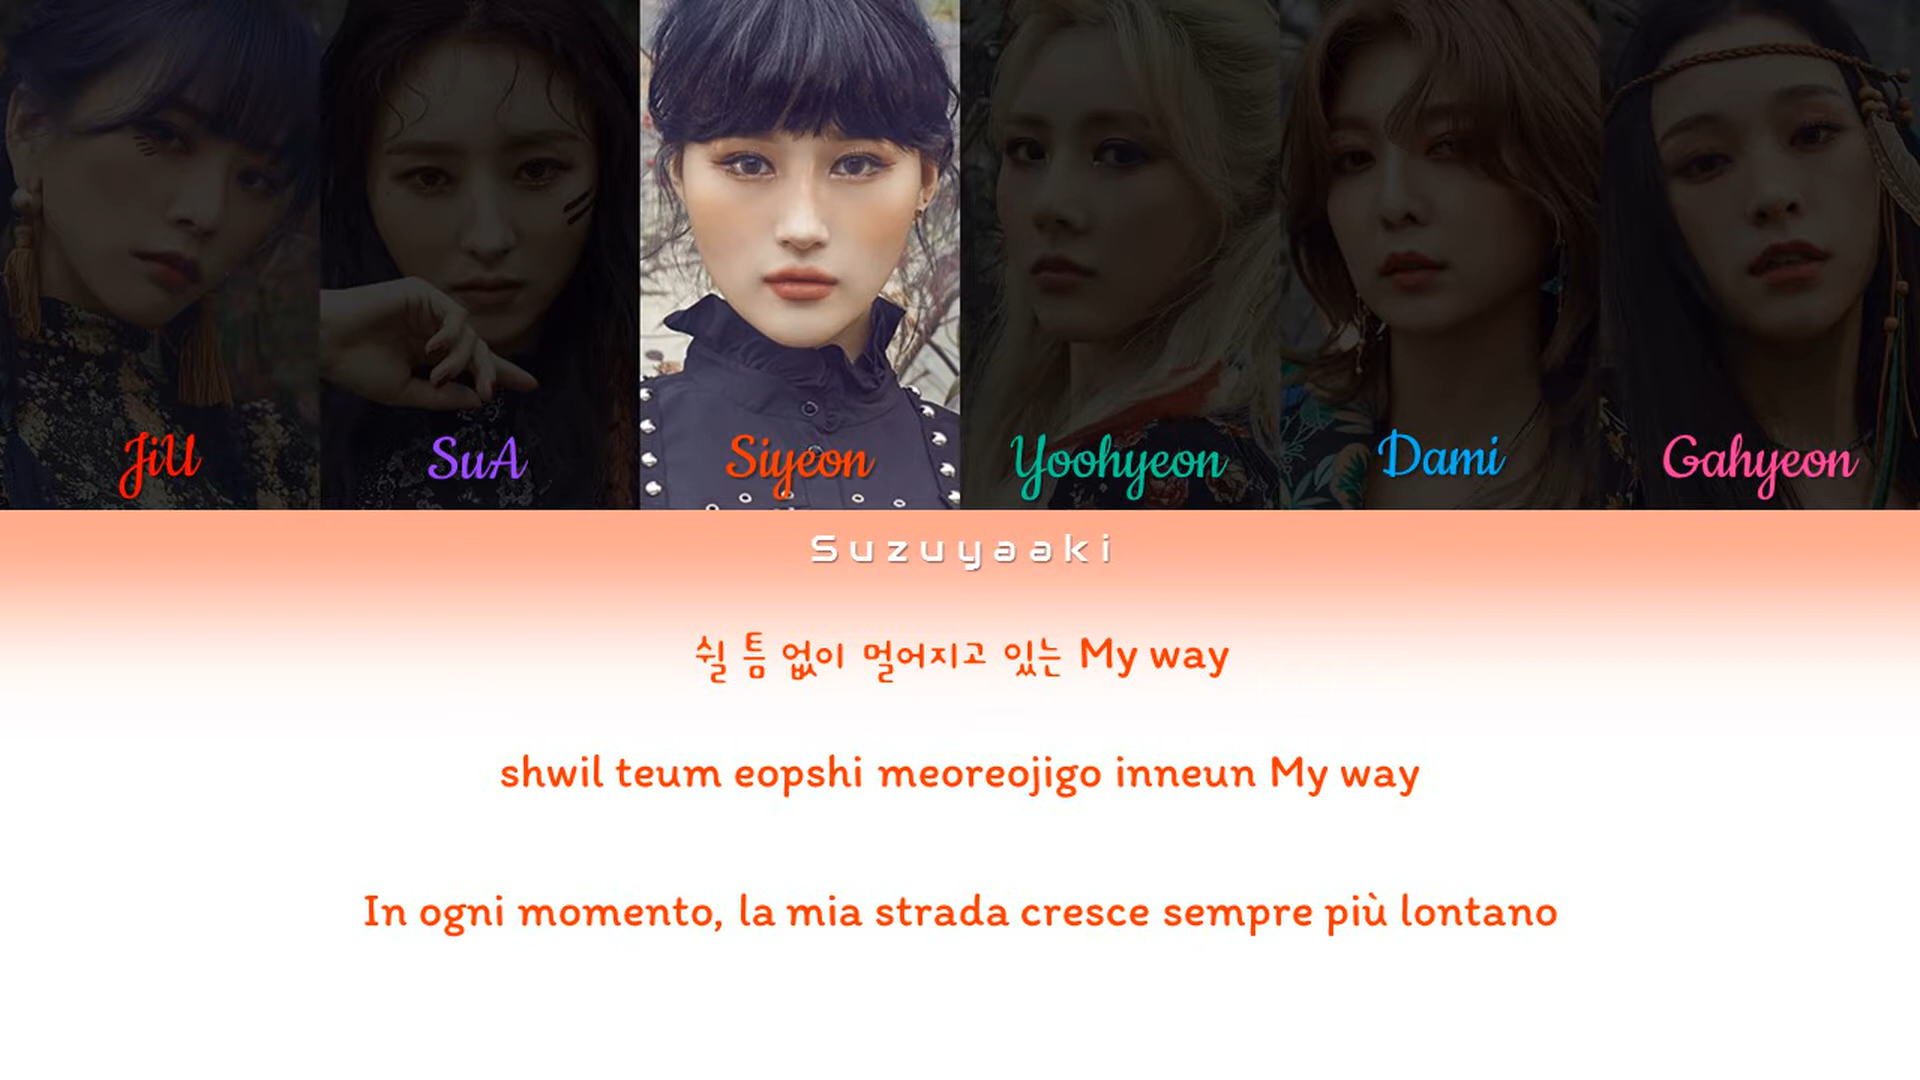 JiU SuA Siyeon Yoohyeon Dami Gahyeon
Suzuyaaki
쉴 틈 없이 멀어지고 있는 My way
shwil teum eopshi meoreojigo inneun My way
In ogni momento, la mia strada cresce sempre più lontano